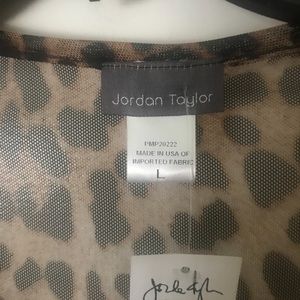 Jordan Taylor
PMP20222
MADE IN USA OF
IMPORTED FABRIC
L